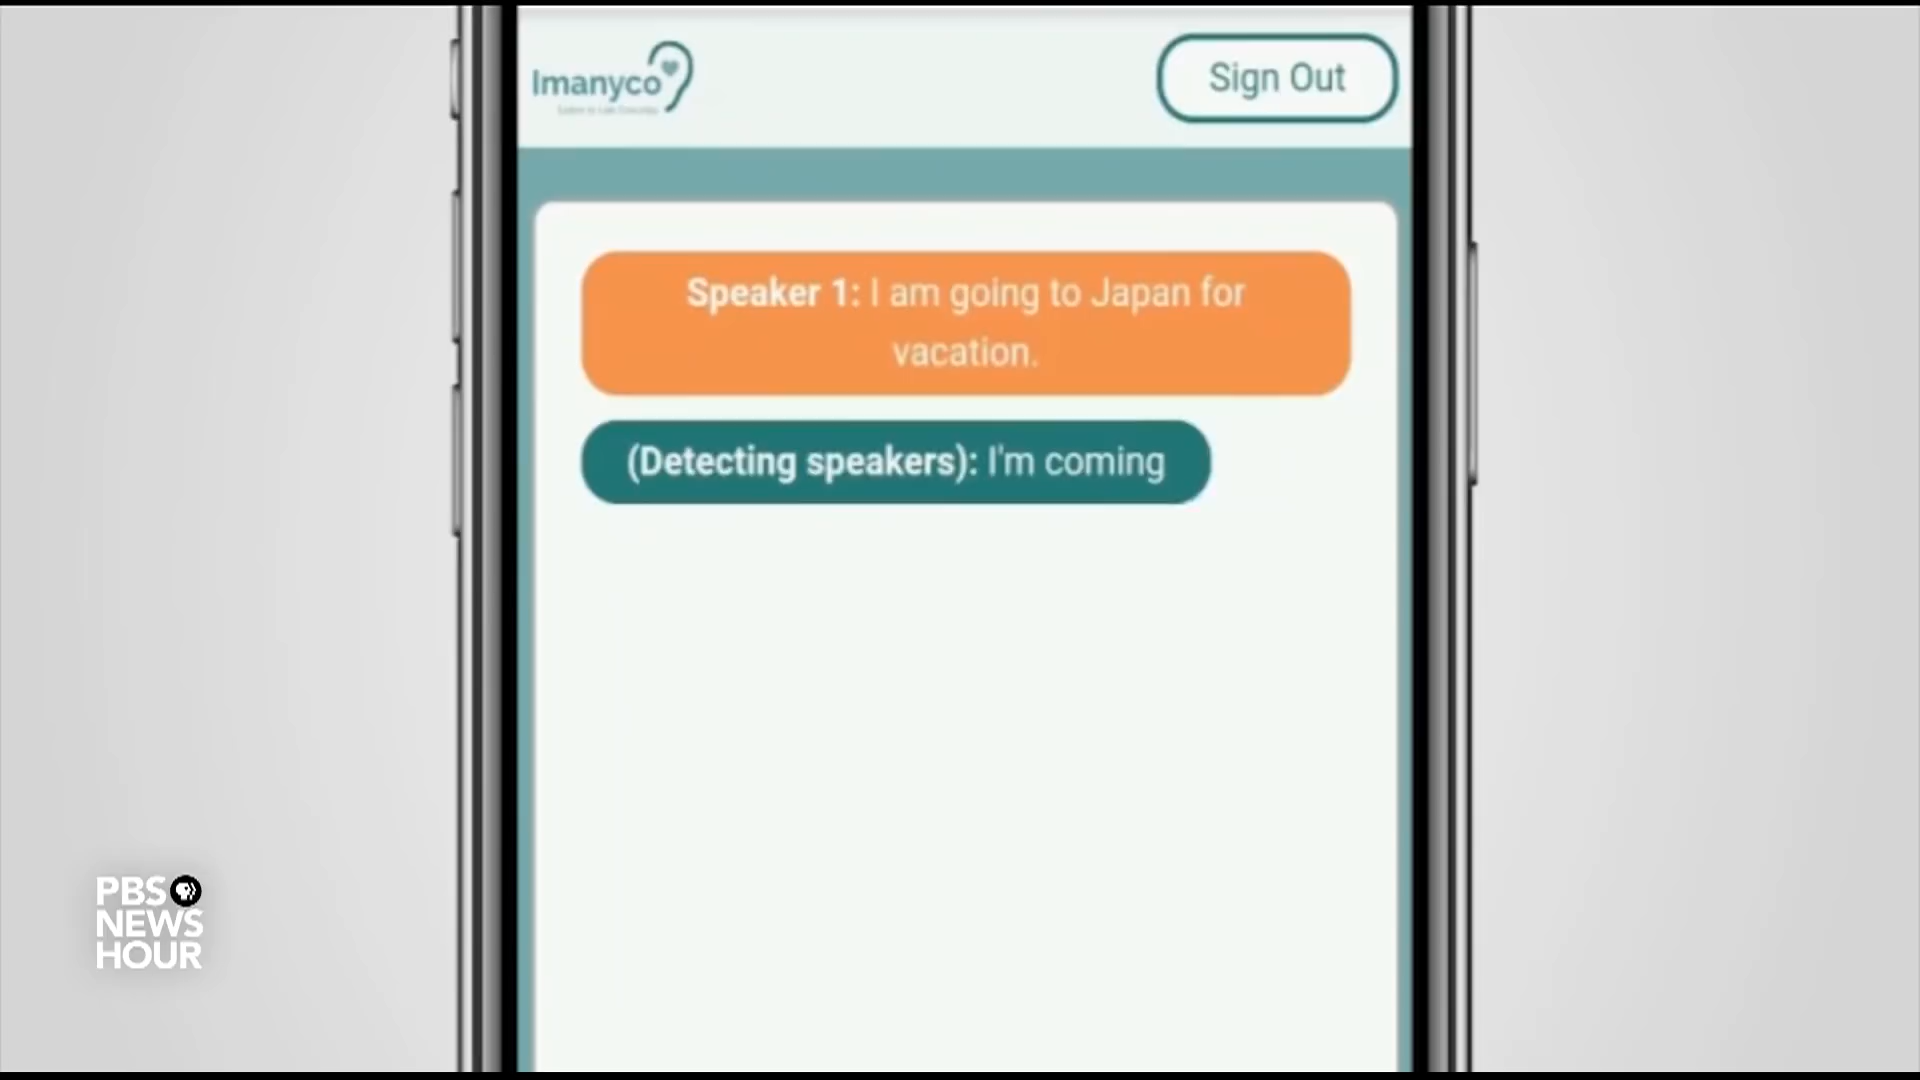 Imanyco
Sign Out
Speaker 1: I am going to Japan for
vacation.
(Detecting speakers): I'm coming
PBS
NEWS
HOUR